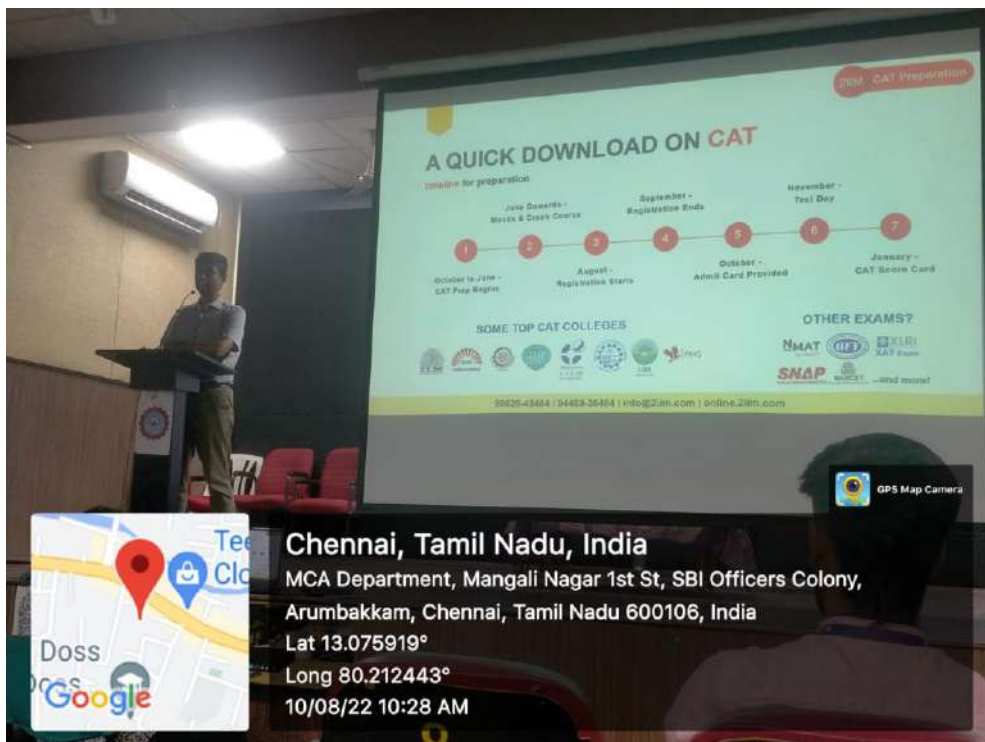 2IIM CAT Preparation
A QUICK DOWNLOAD ON CAT
timeline for preparation
June Onwards -
Mocks & Crash Course
September -
Registration Ends
November -
Test Day
1
2
3
4
5
6
7
October to June -
CAT Prep Begins
August -
Registration Starts
October -
Admit Card Provided
January -
CAT Score Card
SOME TOP CAT COLLEGES
OTHER EXAMS?
NMAT
IIFT
XLRI
XAT Exam
SNAP
...and more!
info@2iim.com | online.2iim.com
GPS Map Camera
Tee
Clo
Doss
Google
Chennai, Tamil Nadu, India
MCA Department, Mangali Nagar 1st St, SBI Officers Colony,
Arumbakkam, Chennai, Tamil Nadu 600106, India
Lat 13.075919°
Long 80.212443°
10/08/22 10:28 AM